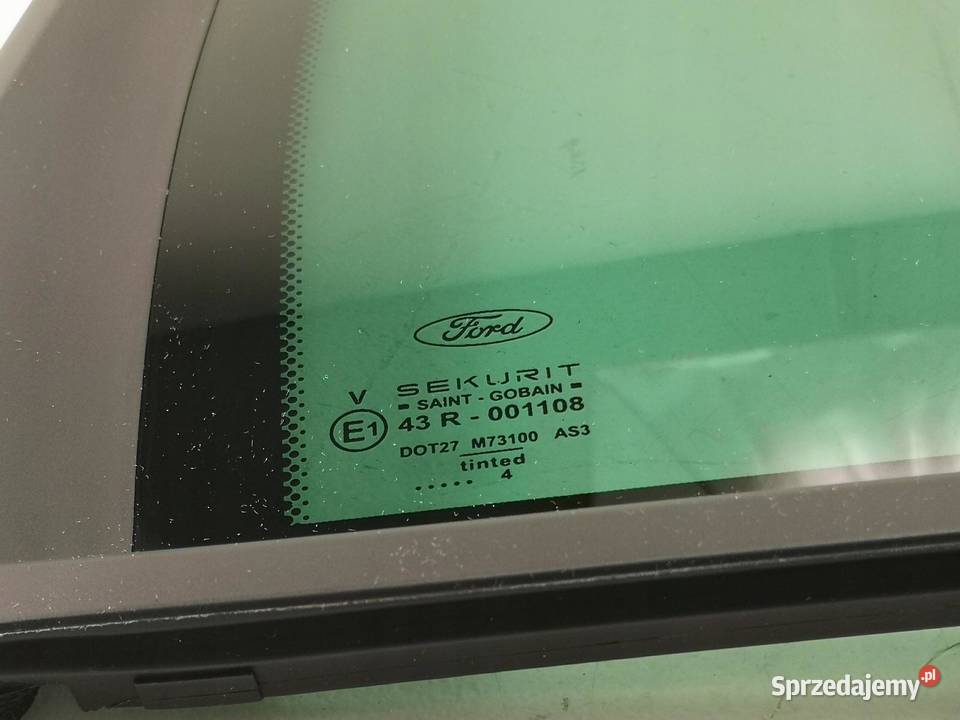 Ford
SEKURIT
SAINT - GOBAIN
V
E1
43 R - 001108
DOT27 M73100 AS3
tinted
..... 4
Sprzedajemy.pl